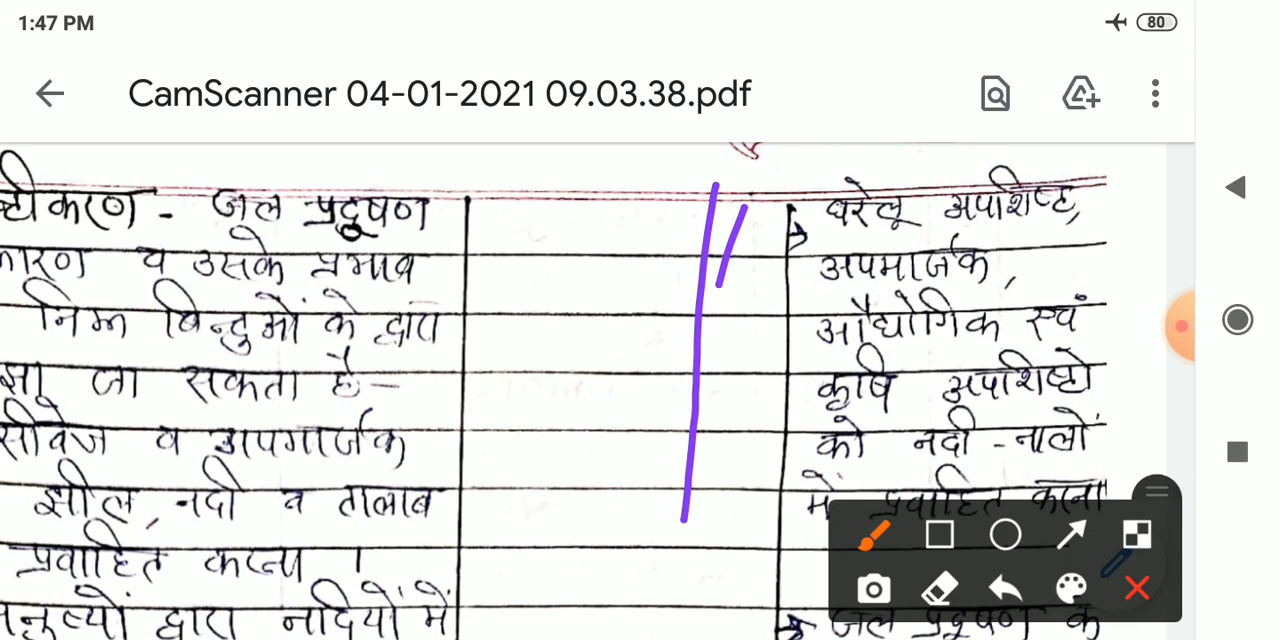 1:47 PM
80
CamScanner 04-01-2021 09.03.38.pdf
ष्टीकरण - जल प्रदूषण
कारण व उसके प्रभाव
निम्न बिन्दुओं के द्वारा
झा जा सकता है-
सीवेज व अपमार्जक
झील, नदी व तालाब
प्रवाहित करना ।
मनुष्यों द्वारा नदियों में
घरेलू अपशिष्ट,
अपमार्जक,
औद्योगिक एवं
कृषि अपशिष्टों
को नदी-नालों
में प्रवाहित करना
जल प्रदूषण के